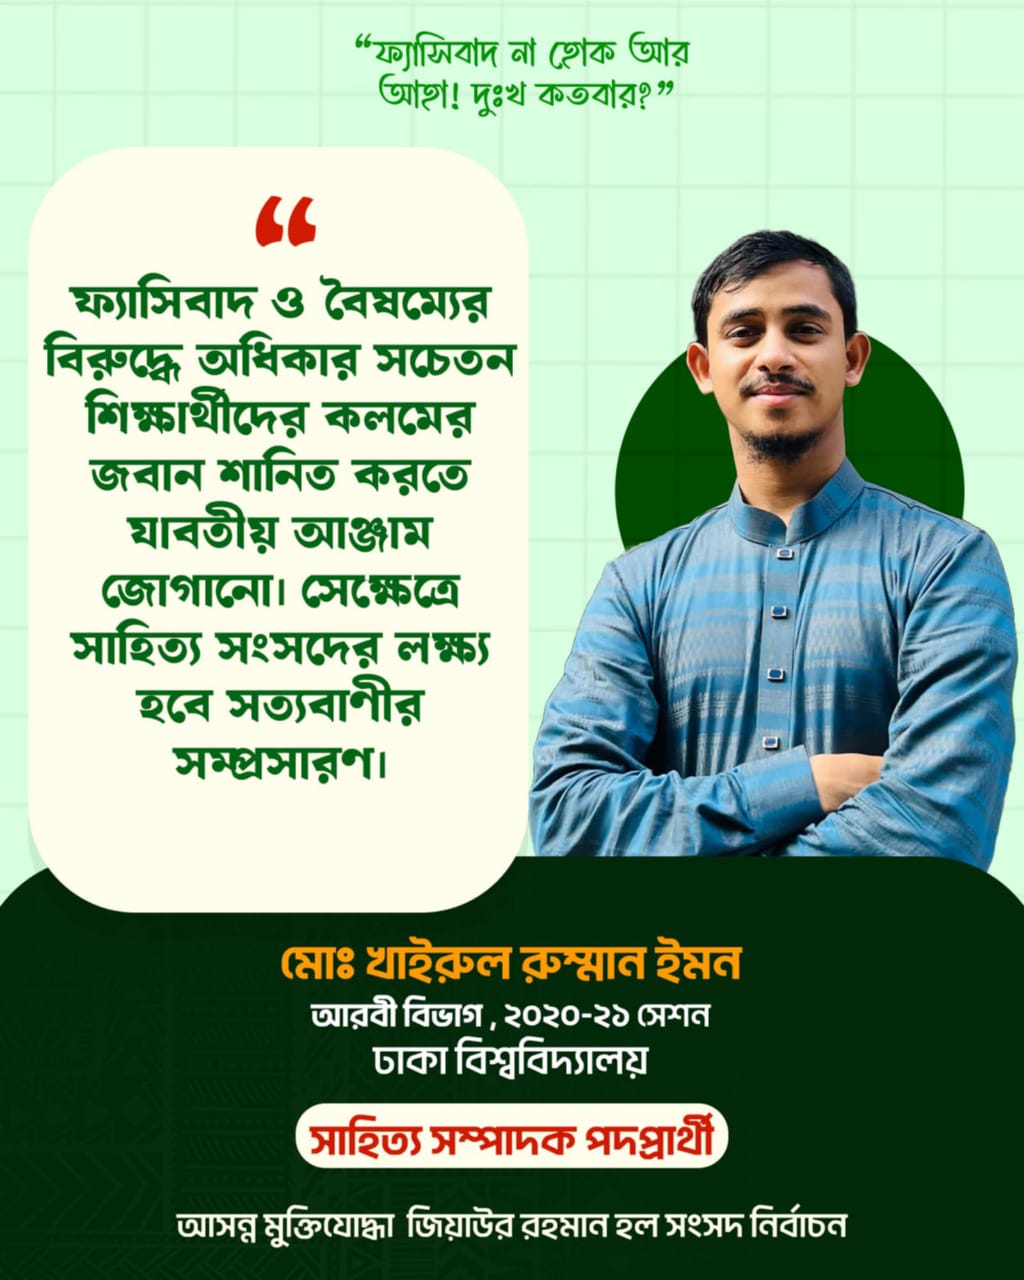 “ফ্যাসিবাদ না হোক আর
আহা! দুঃখ কতবার?”
“
ফ্যাসিবাদ ও বৈষম্যের
বিরুদ্ধে অধিকার সচেতন
শিক্ষার্থীদের কলমের
জবান শানিত করতে
যাবতীয় আঞ্জাম
জোগানো। সেক্ষেত্রে
সাহিত্য সংসদের লক্ষ্য
হবে সত্যবাণীর
সম্প্রসারণ।
মোঃ খাইরুল রুম্মান ইমন
আরবী বিভাগ , ২০২০-২১ সেশন
ঢাকা বিশ্ববিদ্যালয়
সাহিত্য সম্পাদক পদপ্রার্থী
আসন্ন মুক্তিযোদ্ধা জিয়াউর রহমান হল সংসদ নির্বাচন